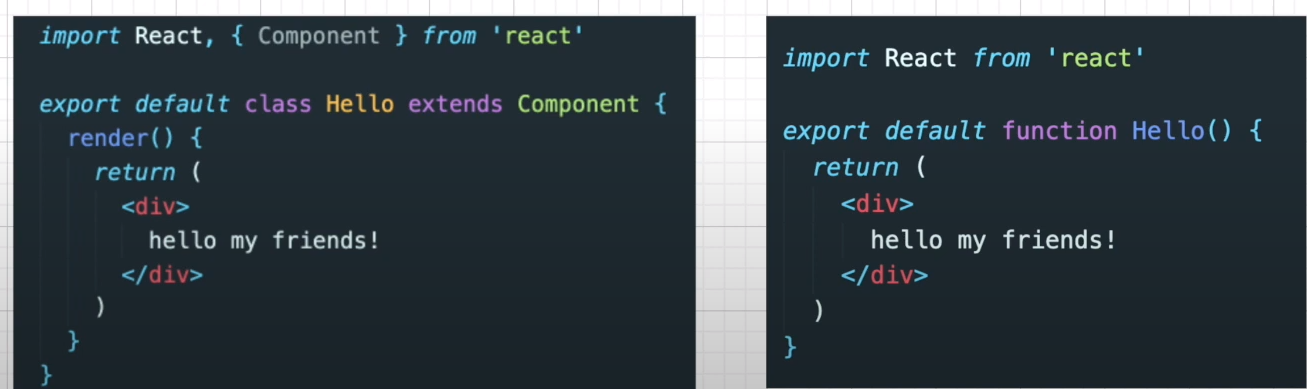 import React, { Component } from 'react'
export default class Hello extends Component {
render() {
return (
<div>
hello my friends!
</div>
)
}
}
import React from 'react'
export default function Hello() {
return (
<div>
hello my friends!
</div>
)
}